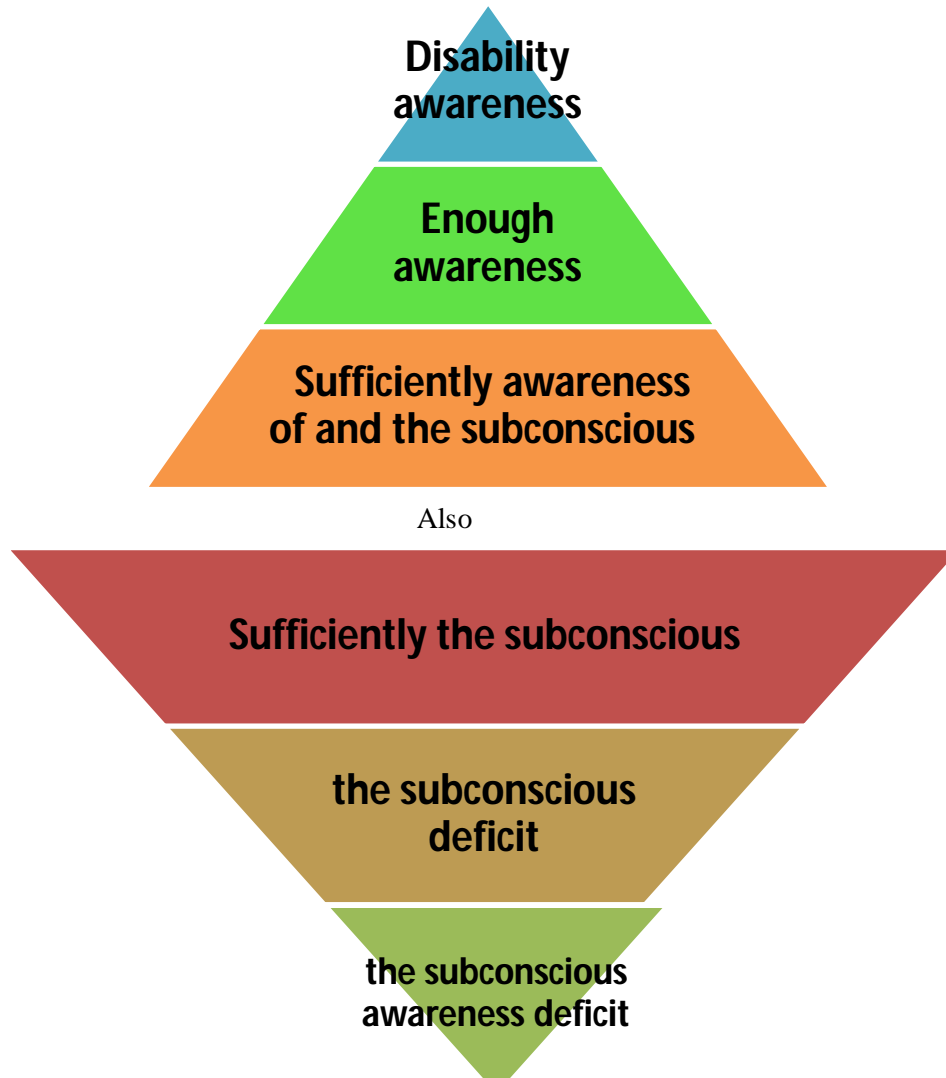 Disability
awareness
Enough
awareness
Sufficiently awareness
of and the subconscious
Also
Sufficiently the subconscious
the subconscious
deficit
the subconscious
awareness deficit